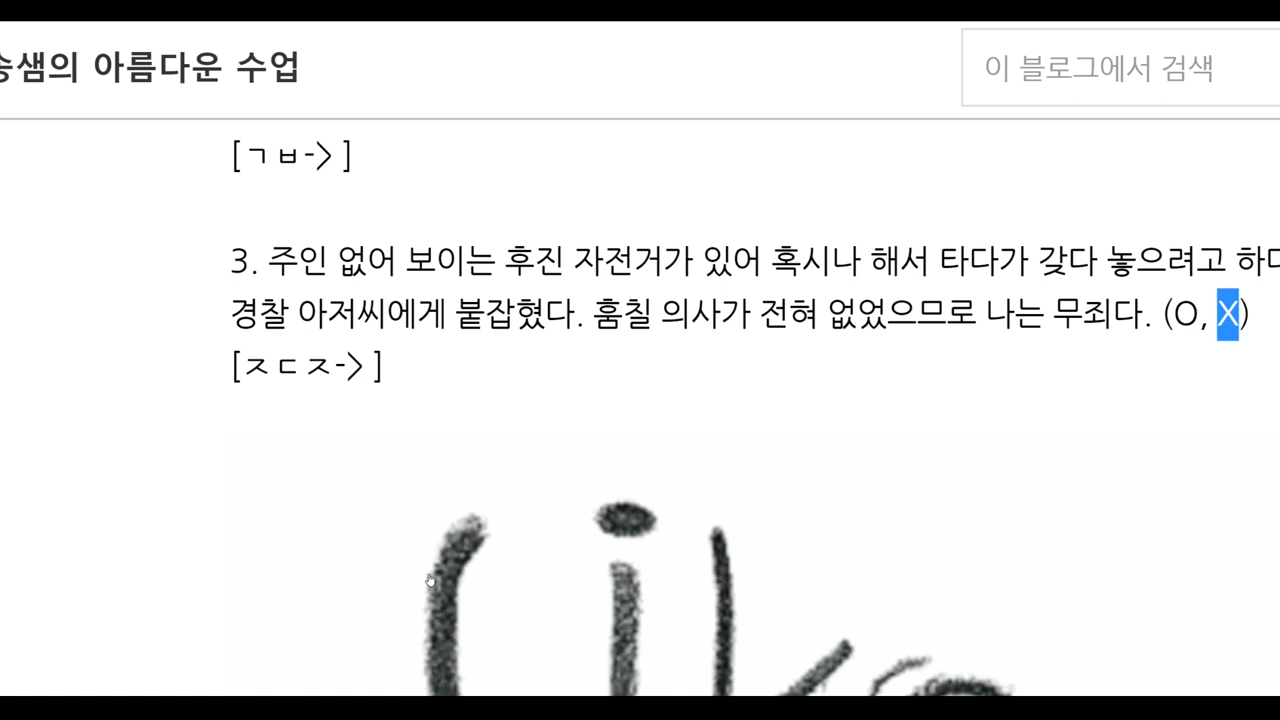 송샘의 아름다운 수업
이 블로그에서 검색
[ㄱㅂ->]
3. 주인 없어 보이는 후진 자전거가 있어 혹시나 해서 타다가 갖다 놓으려고 하다
경찰 아저씨에게 붙잡혔다. 훔칠 의사가 전혀 없었으므로 나는 무죄다. (O, X)
[ㅈㄷㅈ->]